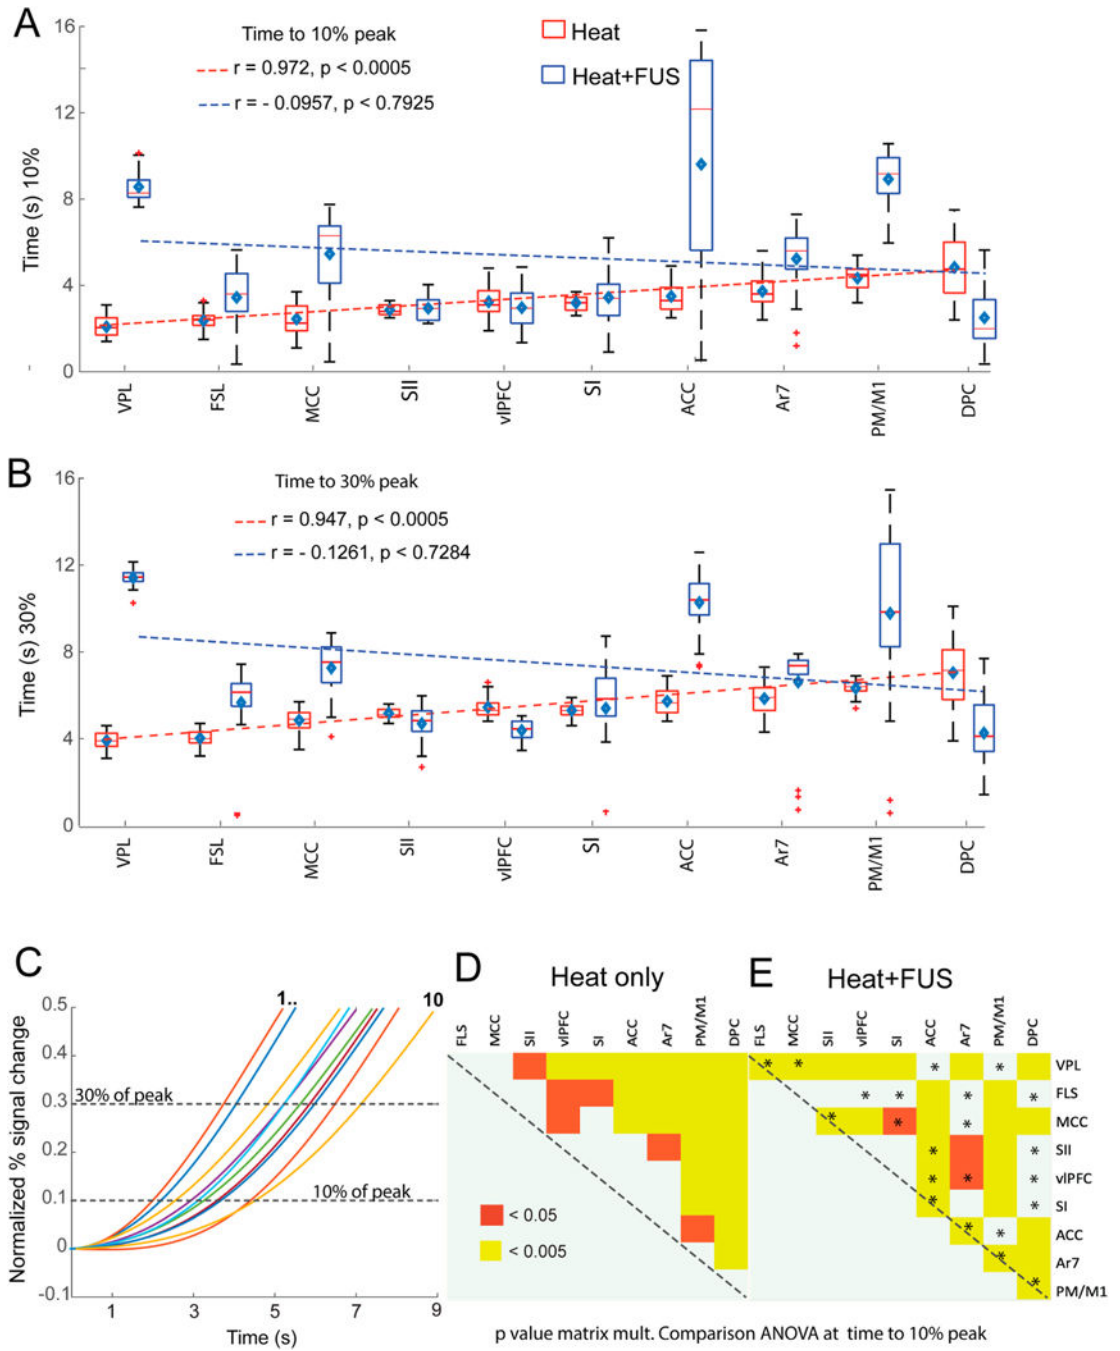 A
Time to 10% peak
r = 0.972, p < 0.0005
r = - 0.0957, p < 0.7925
Heat
Heat+FUS
Time (s) 10%
16
12
8
4
0
-
VPL
FSL
MCC
SII
vlPFC
SI
ACC
Ar7
PM/M1
DPC
B
Time to 30% peak
r = 0.947, p < 0.0005
r = - 0.1261, p < 0.7284
Time (s) 30%
16
12
8
4
0
VPL
FSL
MCC
SII
vlPFC
SI
ACC
Ar7
PM/M1
DPC
C
Normalized % signal change
0.5
0.4
0.3
0.2
0.1
0
-0.1
1..
10
30% of peak
10% of peak
1
3
5
7
9
Time (s)
D
Heat only
FLS
MCC
SII
vlPFC
SI
ACC
Ar7
PM/M1
DPC
< 0.05
< 0.005
E
Heat+FUS
FLS
MCC
SII
vlPFC
SI
ACC
Ar7
PM/M1
DPC
* * * * VPL
* * * * FLS
* * * MCC
* * SII
* * * vlPFC
* * SI
* * ACC
* Ar7
* PM/M1
p value matrix mult. Comparison ANOVA at time to 10% peak